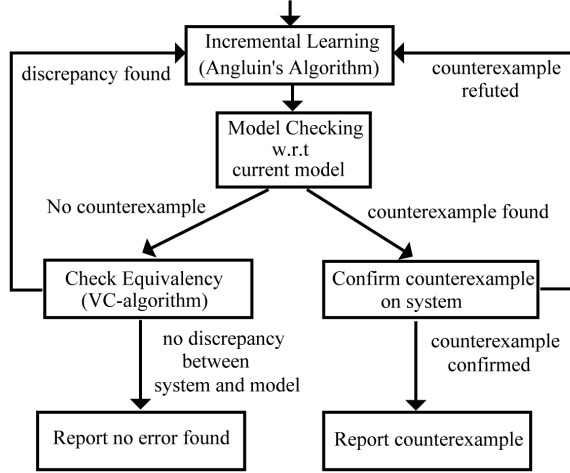 Incremental Learning
(Angluin's Algorithm)
discrepancy found
counterexample
refuted
Model Checking
w.r.t
current model
No counterexample
counterexample found
Check Equivalency
(VC-algorithm)
Confirm counterexample
on system
no discrepancy
between
system and model
counterexample
confirmed
Report no error found
Report counterexample